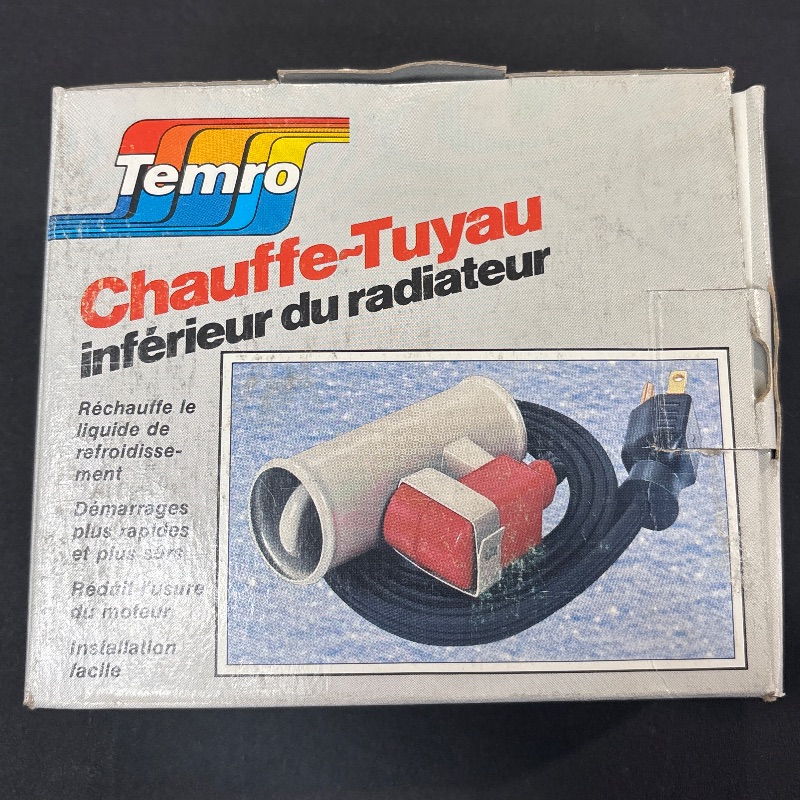 Temro
Chauffe-Tuyau
inférieur du radiateur
Réchauffe le
liquide de
refroidisse-
ment
Démarrages
plus rapides
et plus sûrs
Réduit l'usure
du moteur
Installation
facile